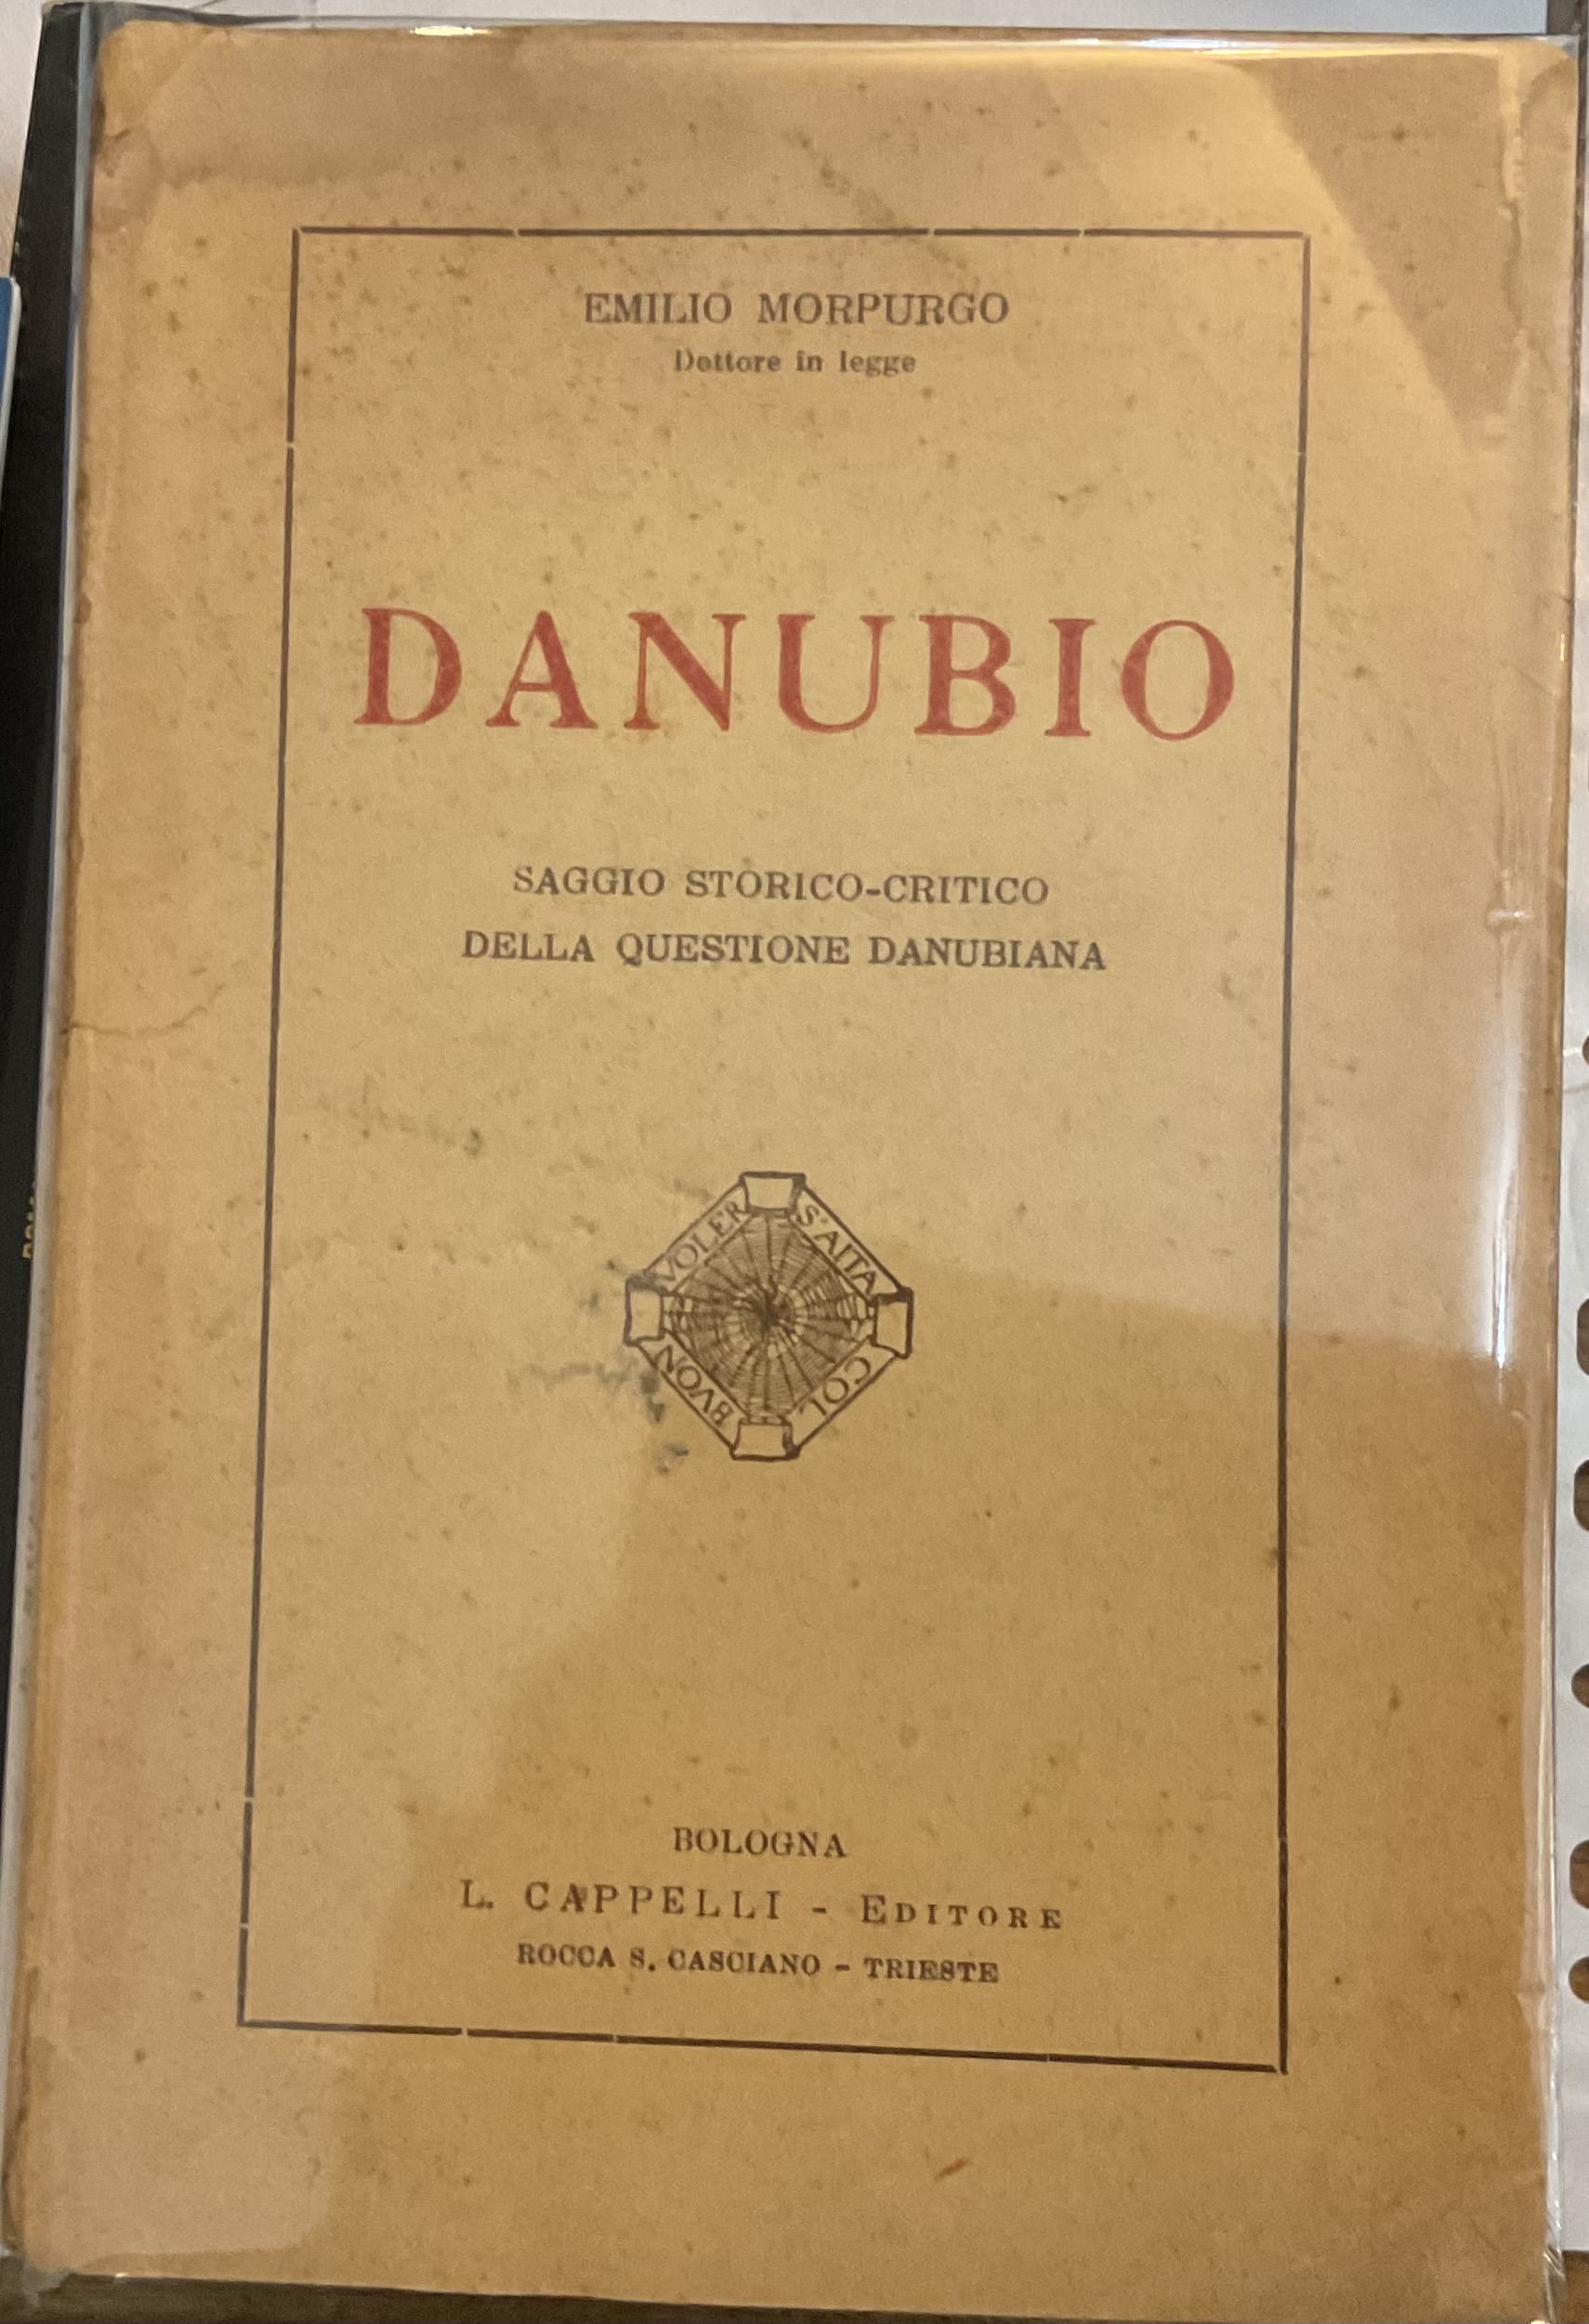 EMILIO MORPURGO
Dottore in legge
DANUBIO
SAGGIO STORICO-CRITICO
DELLA QUESTIONE DANUBIANA
COL BVON VOLER S'AITA
BOLOGNA
L. CAPPELLI - EDITORE
ROCCA S. CASCIANO - TRIESTE